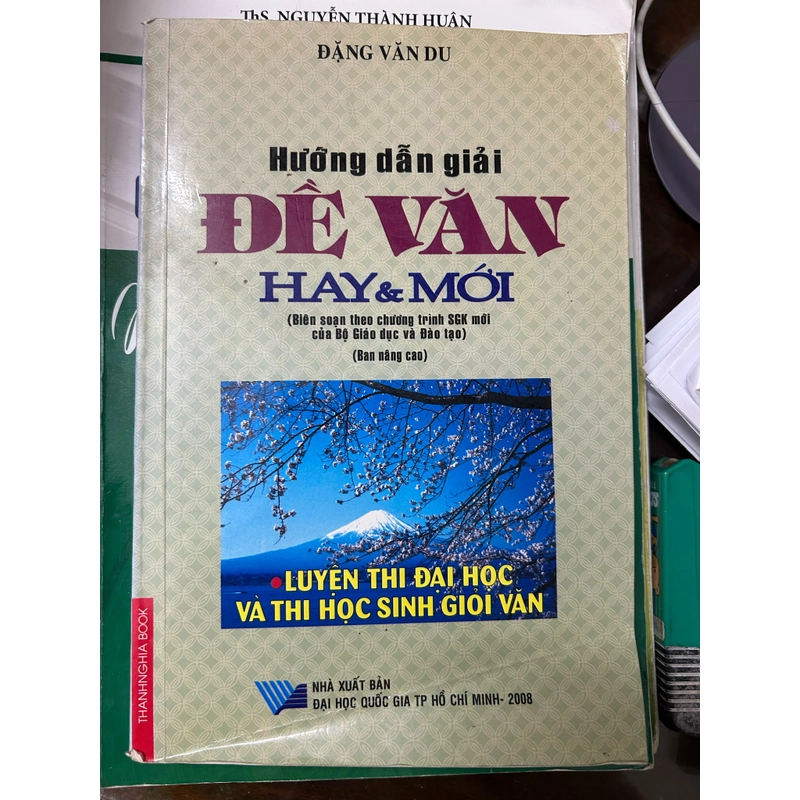 ThS. NGUYỄN THÀNH HUÂN
ĐẶNG VĂN DU
Hướng dẫn giải
ĐỀ VĂN
HAY & MỚI
(Biên soạn theo chương trình SGK mới
của Bộ Giáo dục và Đào tạo)
(Ban nâng cao)
• LUYỆN THI ĐẠI HỌC
VÀ THI HỌC SINH GIỎI VĂN
THANHNGHIA BOOK
NHÀ XUẤT BẢN
ĐẠI HỌC QUỐC GIA TP HỒ CHÍ MINH- 2008